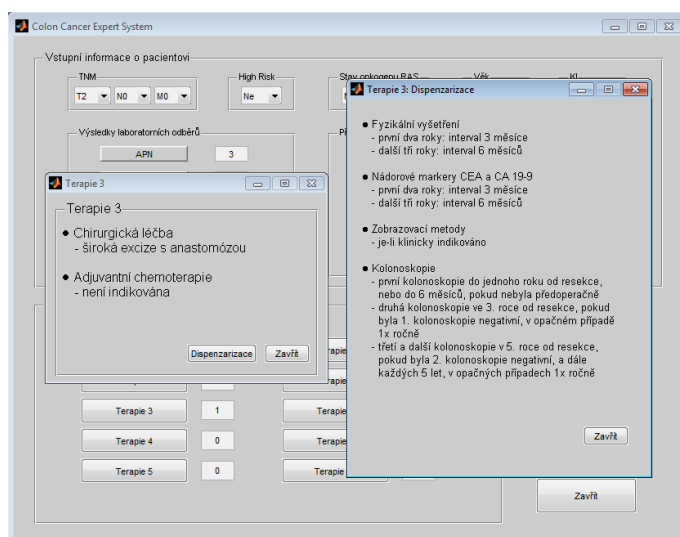 Colon Cancer Expert System
Vstupní informace o pacientovi
TNM
High Risk
Stav onkogenu RAS
Věk
KI
T2 N0 M0
Ne
Výsledky laboratorních odběrů
APN 3
Terapie 3
Terapie 3
● Chirurgická léčba
- široká excize s anastomózou
● Adjuvantní chemoterapie
- není indikována
Dispenzarizace Zavřít
Terapie 3: Dispenzarizace
● Fyzikální vyšetření
- první dva roky: interval 3 měsíce
- další tři roky: interval 6 měsíců
● Nádorové markery CEA a CA 19-9
- první dva roky: interval 3 měsíce
- další tři roky: interval 6 měsíců
● Zobrazovací metody
- je-li klinicky indikováno
● Kolonoskopie
- první kolonoskopie do jednoho roku od resekce,
nebo do 6 měsíců, pokud nebyla předoperačně
- druhá kolonoskopie ve 3. roce od resekce, pokud
byla 1. kolonoskopie negativní, v opačném případě
1x ročně
- třetí a další kolonoskopie v 5. roce od resekce,
pokud byla 2. kolonoskopie negativní, a dále
každých 5 let, v opačných případech 1x ročně
Zavřít
Terapie 3 1 Terapie
Terapie 4 0 Terapie
Terapie 5 0 Terapie
Zavřít